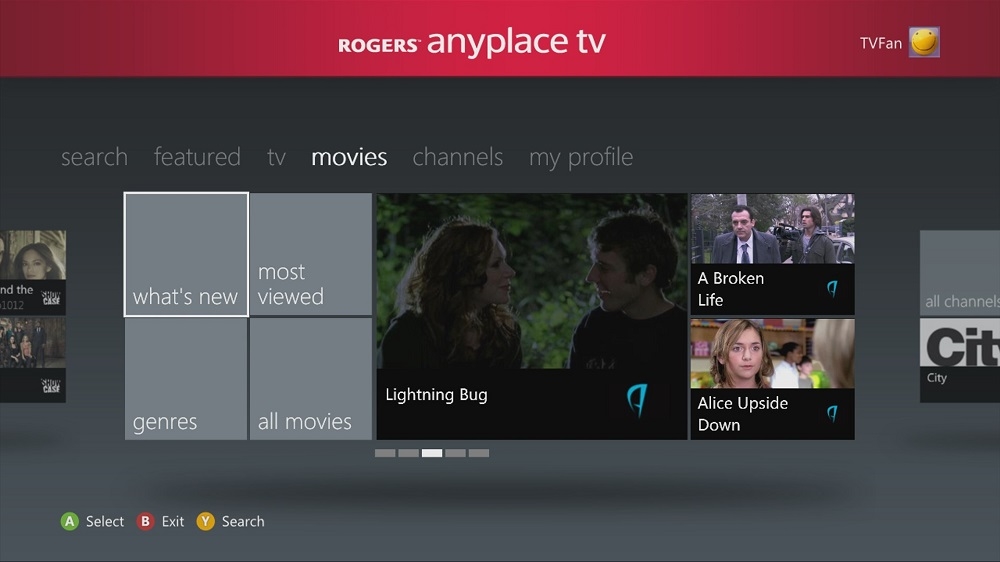 ROGERS™ anyplace tv
TVFan
search featured tv movies channels my profile
what's new
most
viewed
genres
all movies
Lightning Bug
A Broken
Life
Alice Upside
Down
nd the
1012
SHOW
CASE
SHOW
CASE
all channels
City
City
A Select B Exit Y Search